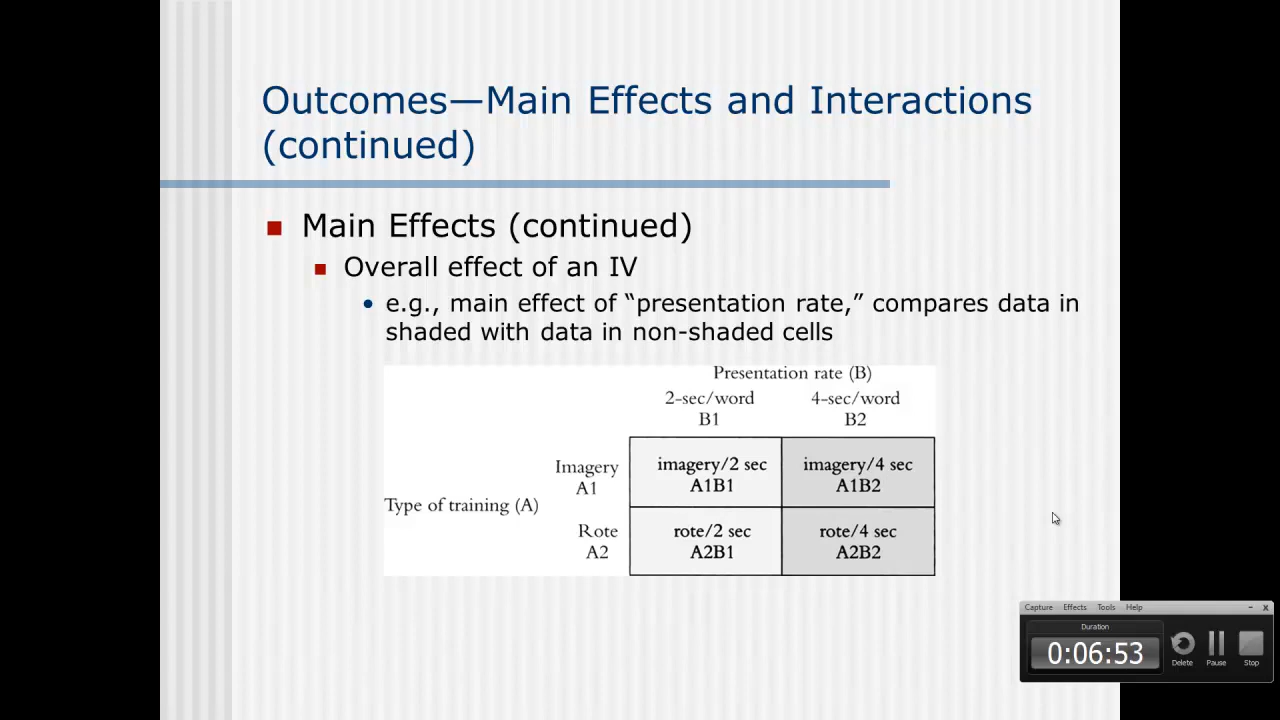 Outcomes—Main Effects and Interactions
(continued)
Main Effects (continued)
Overall effect of an IV
e.g., main effect of “presentation rate,” compares data in
shaded with data in non-shaded cells
Presentation rate (B)
2-sec/word 4-sec/word
B1 B2
Imagery imagery/2 sec imagery/4 sec
A1 A1B1 A1B2
Type of training (A)
Rote rote/2 sec rote/4 sec
A2 A2B1 A2B2
Capture Effects Tools Help – x
Duration
0:06:53
Delete Pause Stop